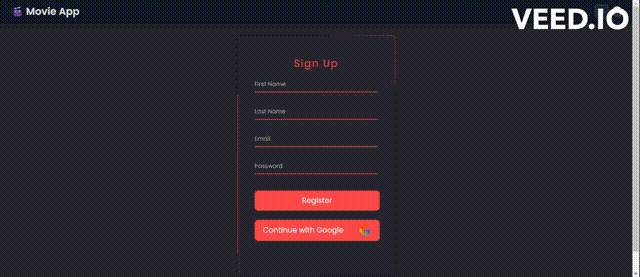 Movie App
VEED.IO
Sign Up
First Name
Last Name
Email
Password
Register
Continue with Google